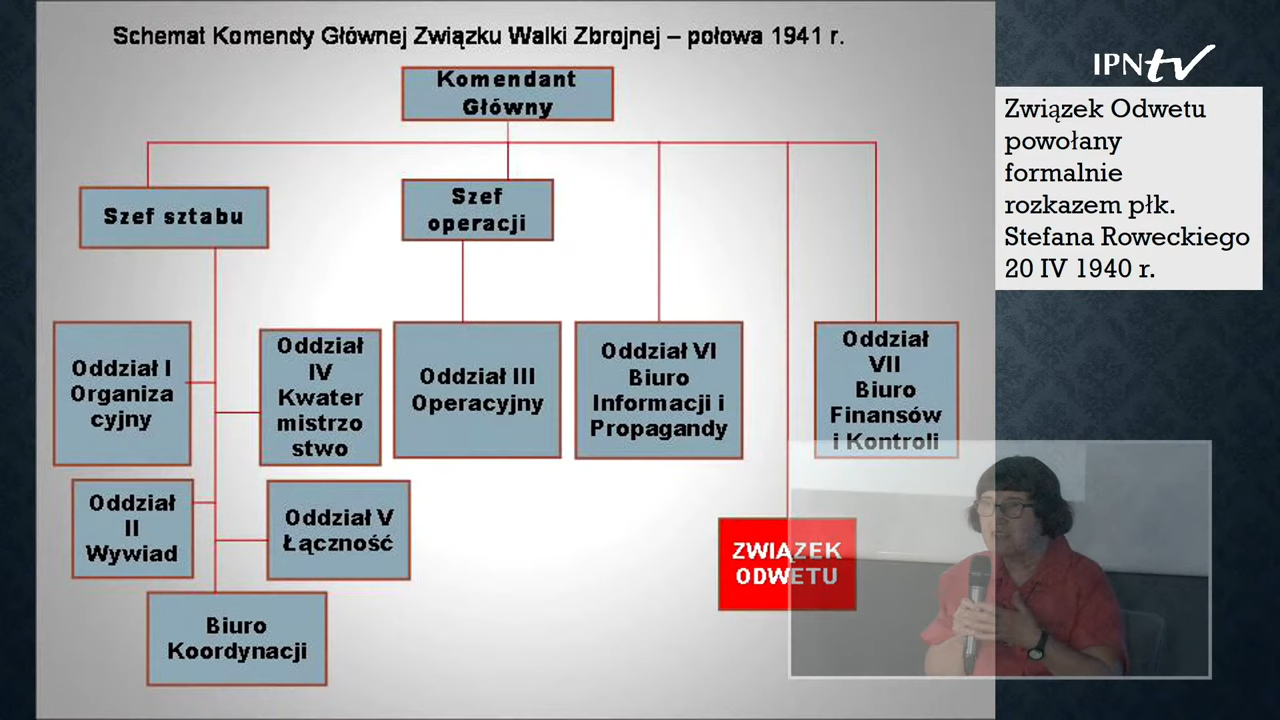 Schemat Komendy Głównej Związku Walki Zbrojnej – połowa 1941 r.
IPNtv
Komendant
Główny
Związek Odwetu
powołany
formalnie
rozkazem płk.
Stefana Roweckiego
20 IV 1940 r.
Szef sztabu
Szef
operacji
Oddział I
Organiza
cyjny
Oddział
IV
Kwater
mistrzo
stwo
Oddział III
Operacyjny
Oddział VI
Biuro
Informacji i
Propagandy
Oddział
VII
Biuro
Finansów
i Kontroli
Oddział
II
Wywiad
Oddział V
Łączność
ZWIĄZEK
ODWETU
Biuro
Koordynacji